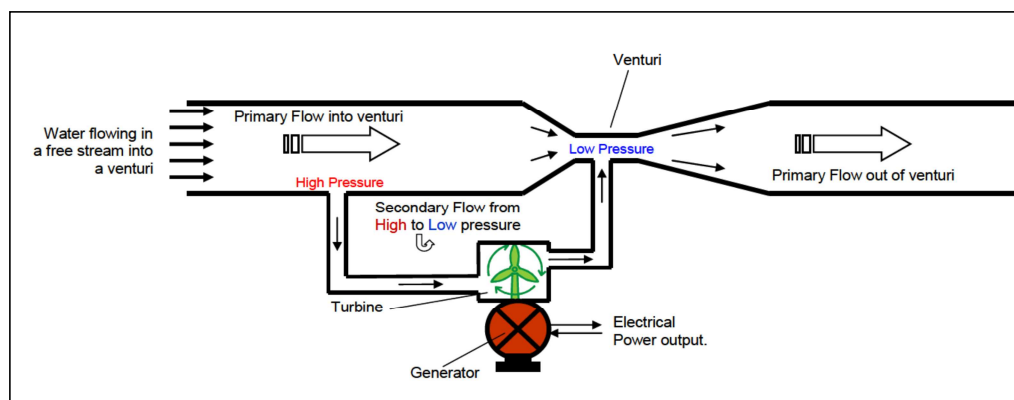 Venturi
Primary Flow into venturi
Water flowing in
a free stream into
a venturi
Low Pressure
High Pressure
Primary Flow out of venturi
Secondary Flow from
High to Low pressure
Turbine
Electrical
Power output.
Generator